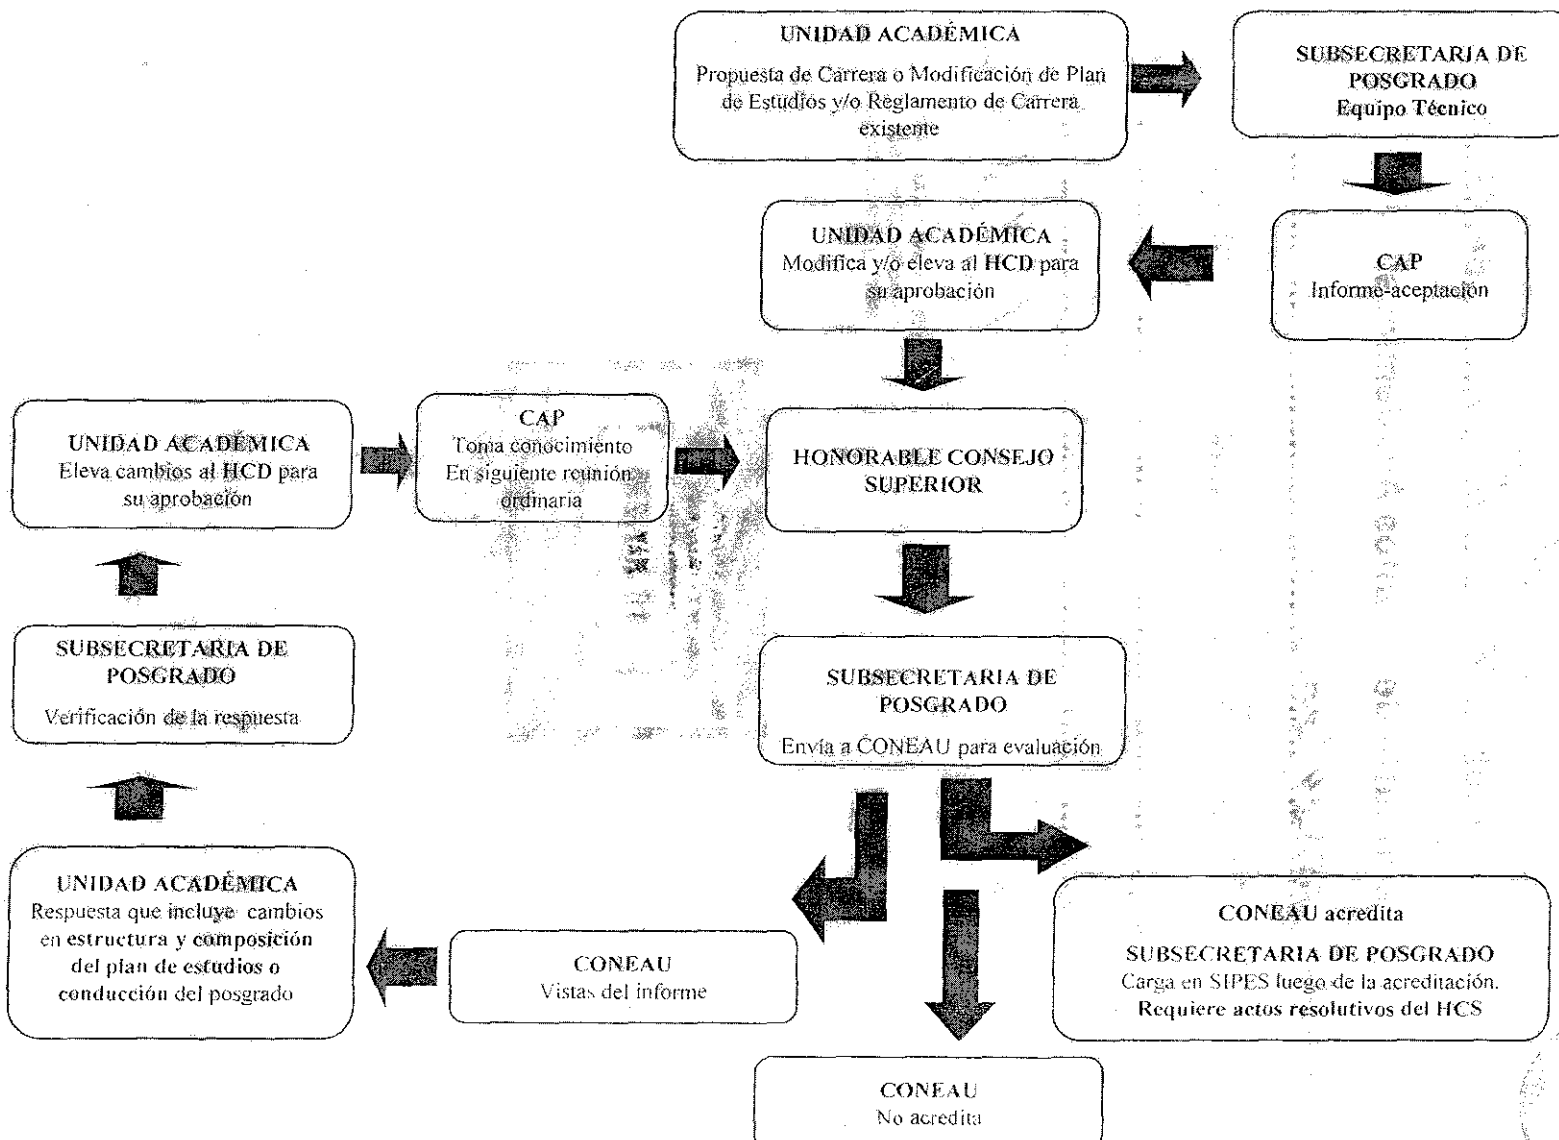 UNIDAD ACADÉMICA
Propuesta de Carrera o Modificación de Plan
de Estudios y/o Reglamento de Carrera
existente
SUBSECRETARIA DE
POSGRADO
Equipo Técnico
UNIDAD ACADÉMICA
Modifica y/o eleva al HCD para
su aprobación
CAP
Informe-aceptación
UNIDAD ACADÉMICA
Eleva cambios al HCD para
su aprobación
CAP
Toma conocimiento
En siguiente reunión
ordinaria
HONORABLE CONSEJO
SUPERIOR
SUBSECRETARIA DE
POSGRADO
Verificación de la respuesta
SUBSECRETARIA DE
POSGRADO
Envía a CONEAU para evaluación
UNIDAD ACADÉMICA
Respuesta que incluye cambios
en estructura y composición
del plan de estudios o
conducción del posgrado
CONEAU
Vistas del informe
CONEAU acredita
SUBSECRETARIA DE POSGRADO
Carga en SIPES luego de la acreditación.
Requiere actos resolutivos del HCS
CONEAU
No acredita